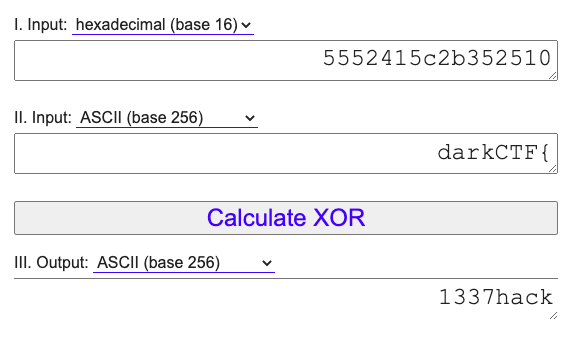 I. Input: hexadecimal (base 16)
5552415c2b352510
II. Input: ASCII (base 256)
darkCTF{
Calculate XOR
III. Output: ASCII (base 256)
1337hack